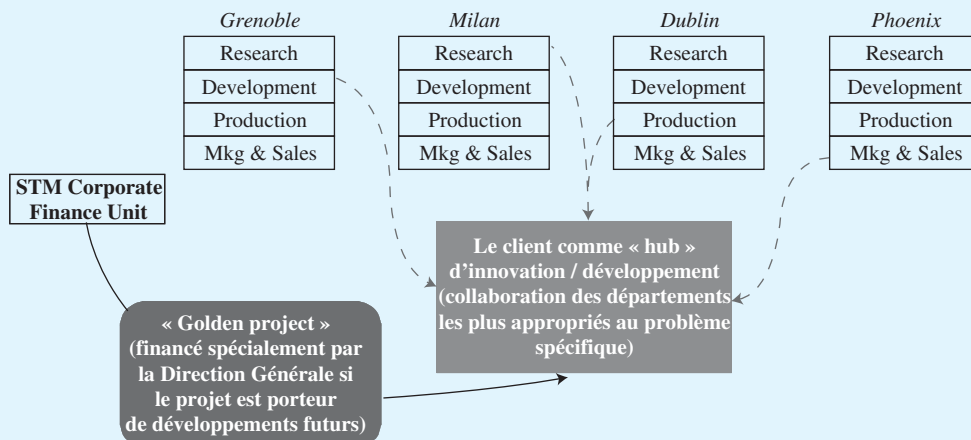 Grenoble Milan Dublin Phoenix
Research Research Research Research
Development Development Development Development
Production Production Production Production
Mkg & Sales Mkg & Sales Mkg & Sales Mkg & Sales
STM Corporate
Finance Unit
Le client comme « hub »
d’innovation / développement
(collaboration des départements
les plus appropriés au problème
spécifique)
« Golden project »
(financé spécialement par
la Direction Générale si
le projet est porteur
de développements futurs)